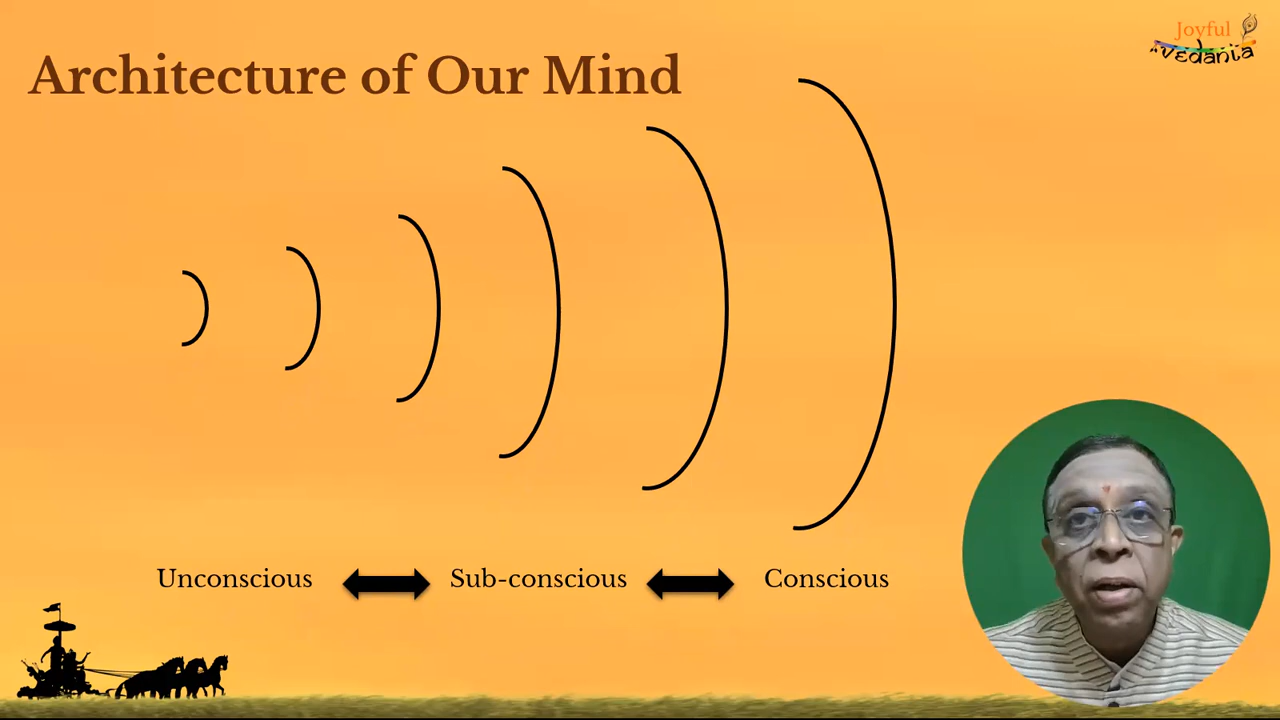 Joyful
vedanta
Architecture of Our Mind
Unconscious
Sub-conscious
Conscious